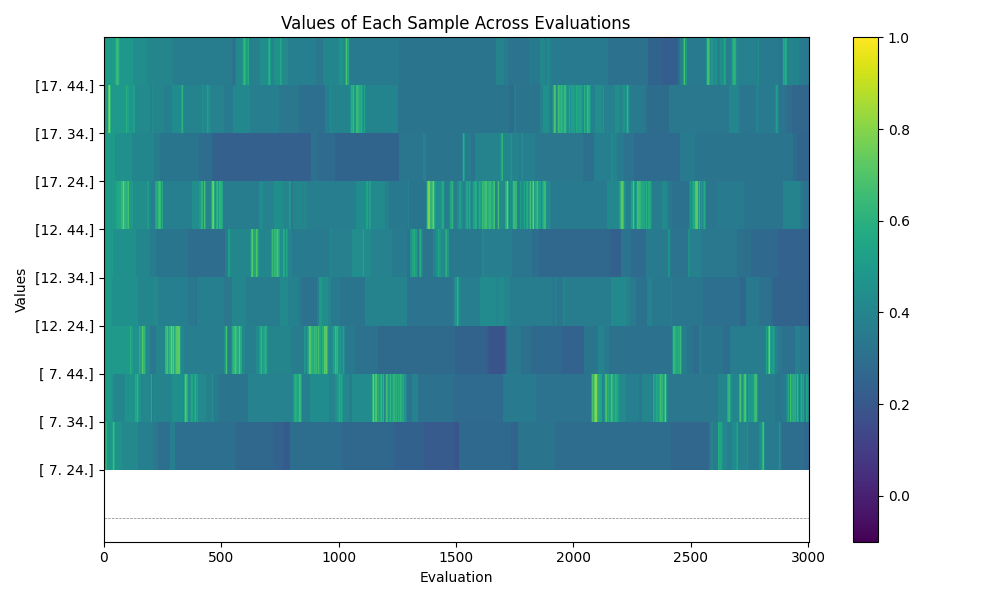 Values of Each Sample Across Evaluations
[17. 44.]
[17. 34.]
[17. 24.]
[12. 44.]
[12. 34.]
[12. 24.]
[ 7. 44.]
[ 7. 34.]
[ 7. 24.]
Values
0 500 1000 1500 2000 2500 3000
Evaluation
1.0
0.8
0.6
0.4
0.2
0.0